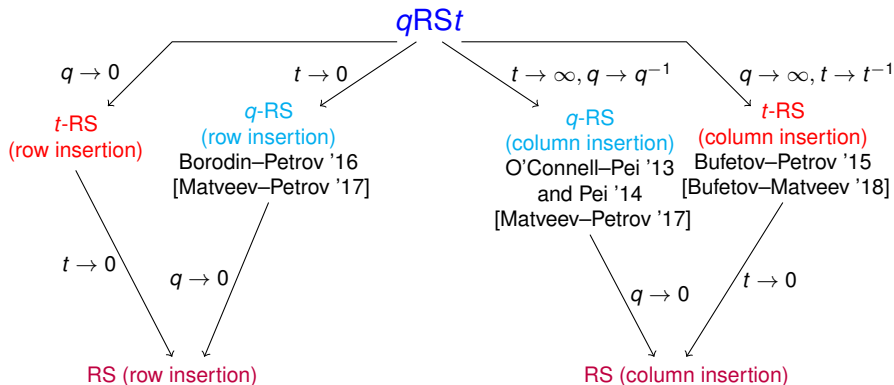 qRSt
q → 0
t → 0
t → ∞, q → q⁻¹
q → ∞, t → t⁻¹
t-RS
(row insertion)
q-RS
(row insertion)
Borodin–Petrov '16
[Matveev–Petrov '17]
q-RS
(column insertion)
O'Connell–Pei '13
and Pei '14
[Matveev–Petrov '17]
t-RS
(column insertion)
Bufetov–Petrov '15
[Bufetov–Matveev '18]
t → 0
q → 0
q → 0
t → 0
RS (row insertion)
RS (column insertion)